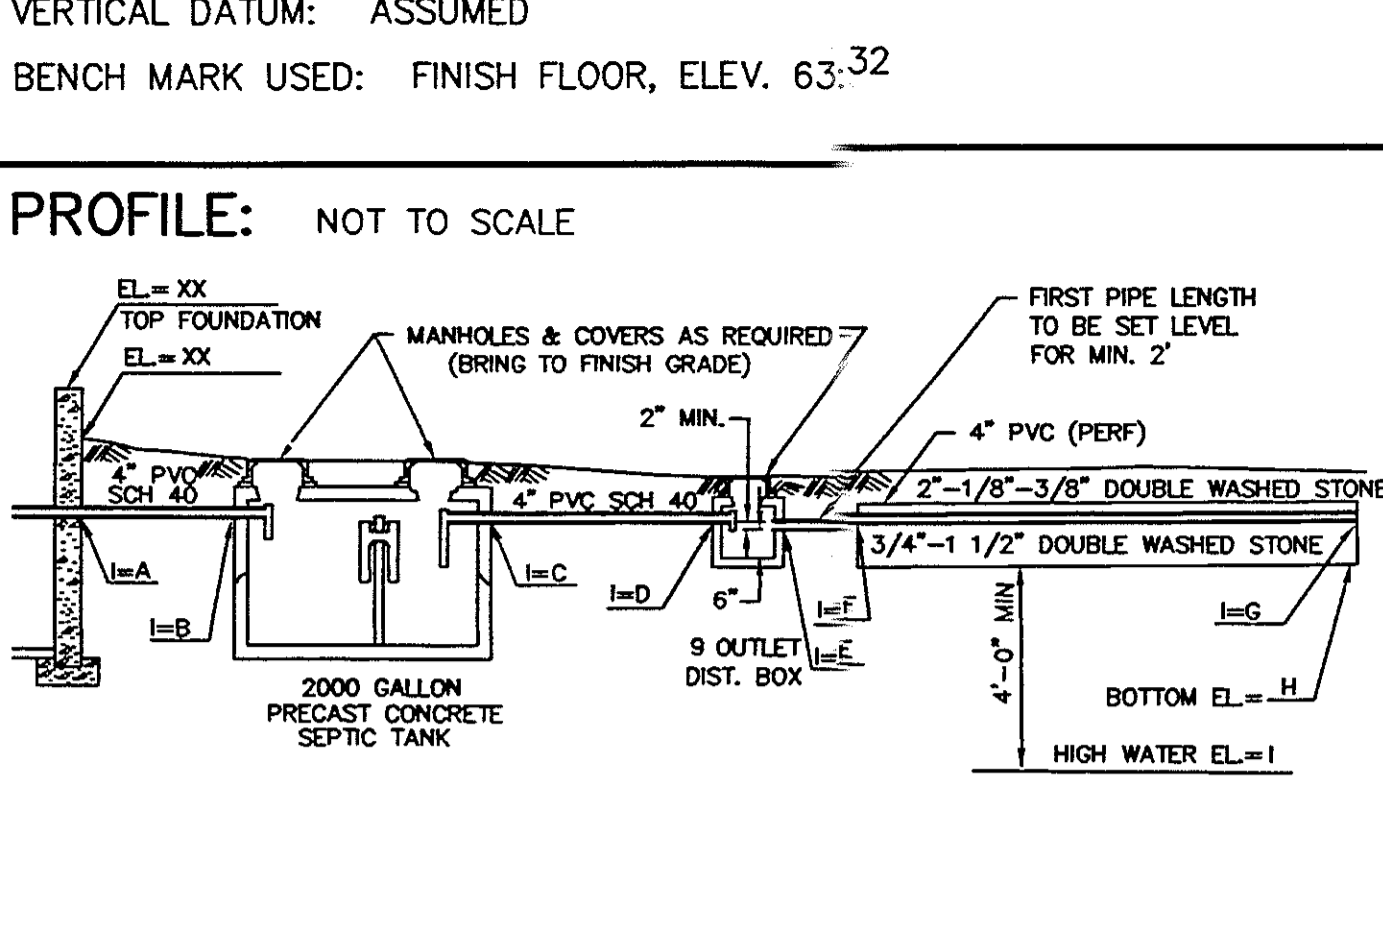 VERTICAL DATUM: ASSUMED
BENCH MARK USED: FINISH FLOOR, ELEV. 63.32
PROFILE: NOT TO SCALE
EL.= XX
TOP FOUNDATION
EL.= XX
MANHOLES & COVERS AS REQUIRED
(BRING TO FINISH GRADE)
FIRST PIPE LENGTH
TO BE SET LEVEL
FOR MIN. 2'
2" MIN.
4" PVC (PERF)
4" PVC
SCH 40
4" PVC SCH 40
2"-1/8"-3/8" DOUBLE WASHED STONE
3/4"-1 1/2" DOUBLE WASHED STONE
I=A
I=B
I=C
I=D
6"
I=F
I=E
I=G
9 OUTLET
DIST. BOX
2000 GALLON
PRECAST CONCRETE
SEPTIC TANK
4'-0" MIN
BOTTOM EL.= H
HIGH WATER EL.= I